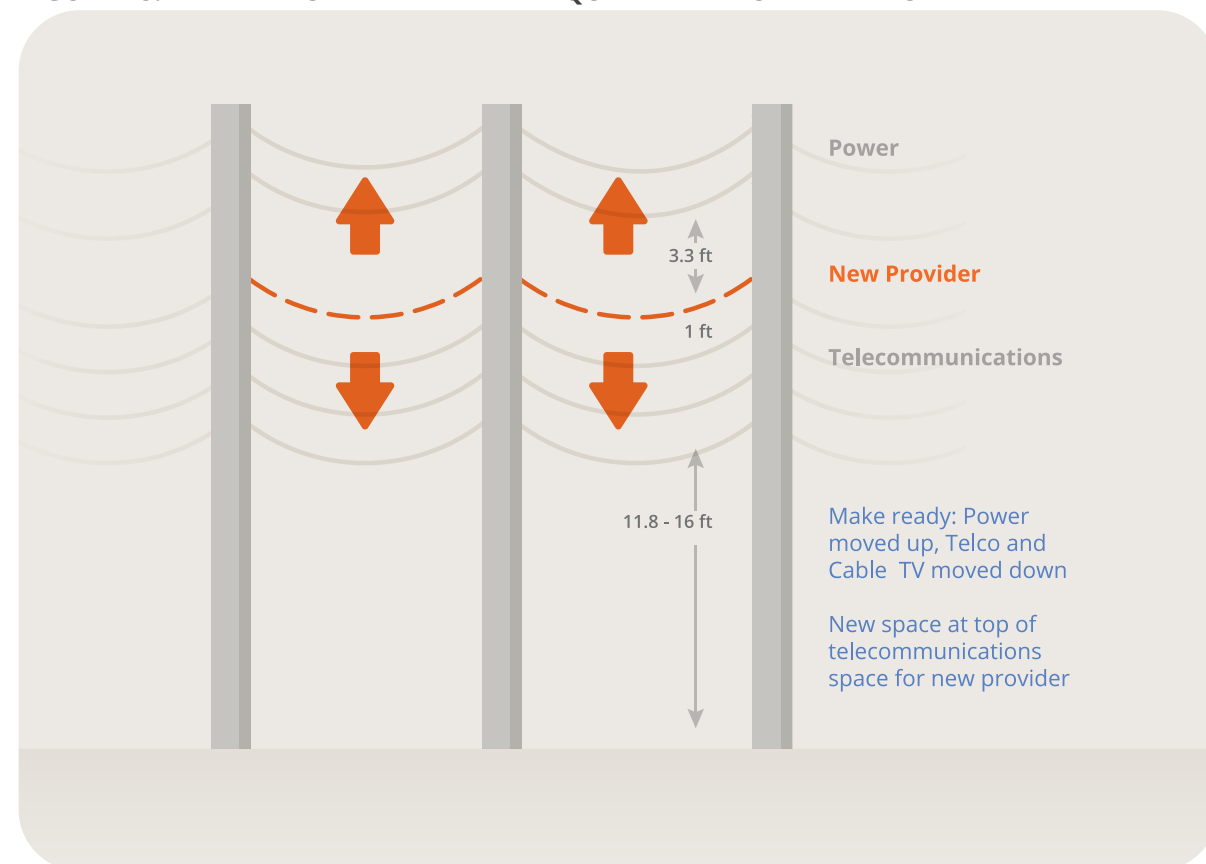 Power
3.3 ft
New Provider
1 ft
Telecommunications
11.8 - 16 ft
Make ready: Power
moved up, Telco and
Cable TV moved down
New space at top of
telecommunications
space for new provider